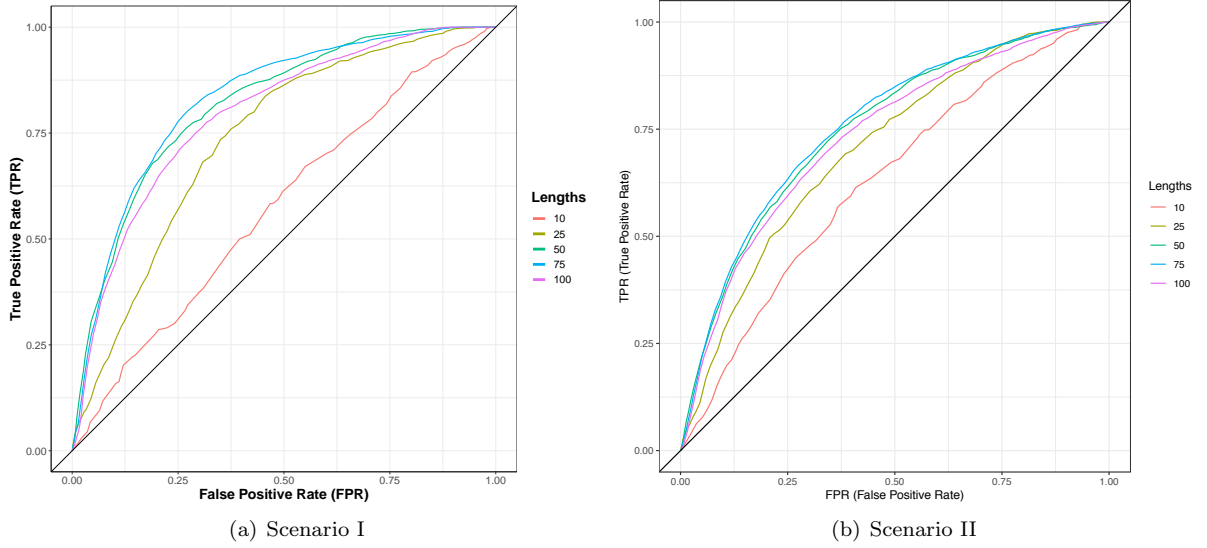 1.00
0.75
0.50
0.25
0.00
True Positive Rate (TPR)
0.00 0.25 0.50 0.75 1.00
False Positive Rate (FPR)
Lengths
10
25
50
75
100
(a) Scenario I
1.00
0.75
0.50
0.25
0.00
TPR (True Positive Rate)
0.00 0.25 0.50 0.75 1.00
FPR (False Positive Rate)
Lengths
10
25
50
75
100
(b) Scenario II